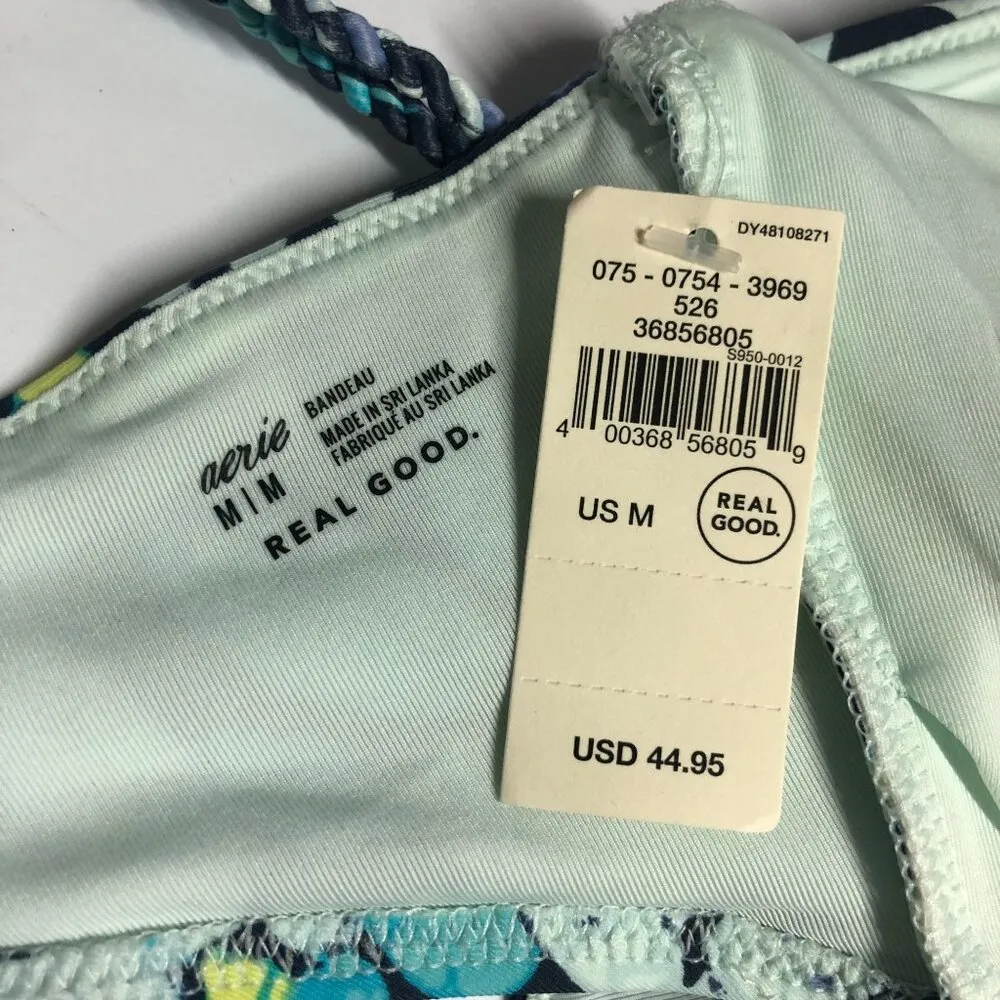 aerie
M|M
BANDEAU
MADE IN SRI LANKA
FABRIQUE AU SRI LANKA
REAL GOOD.
DY48108271
075 - 0754 - 3969
526
36856805
S950-0012
4 00368 56805 9
US M
REAL
GOOD.
USD 44.95